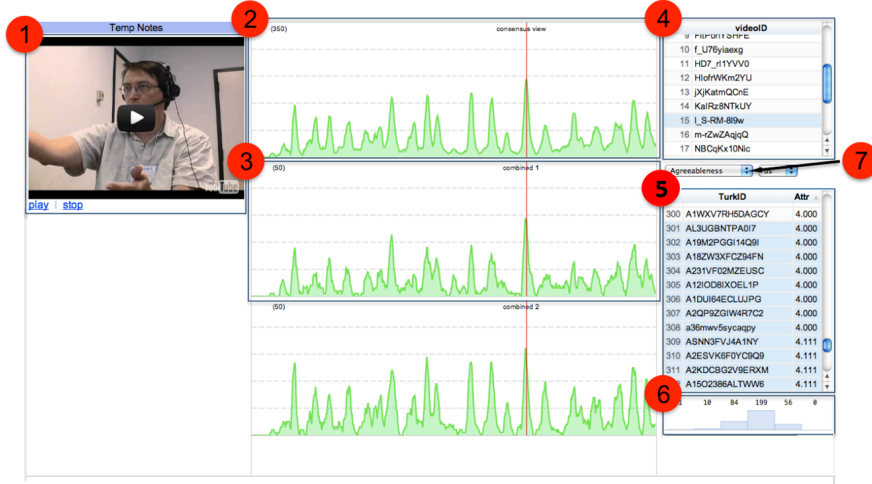 1
Temp Notes
YouTube
play | stop
2
(350)
consensus view
3
(50)
combined 1
(50)
combined 2
4
videoID
10 f_U76yiaexg
11 HD7_rI1YVV0
12 HIofrWKm2YU
13 jXjKatmQCnE
14 KaIRz8NTkUY
15 l_S-RM-8l9w
16 m-rZwZAqjqQ
17 NBCqKx10Nic
7
Agreeableness
5
TurkID Attr
300 A1WXV7RH5DAGCY 4.000
301 AL3UGBNTPA0I7 4.000
302 A19M2PGGI14Q9I 4.000
303 A18ZW3XFCZ94FN 4.000
304 A231VF02MZEUSC 4.000
305 A12IOD8IXOEL1P 4.000
306 A1DUI64ECLUJPG 4.000
307 A2QP9ZGIW4R7C2 4.000
308 a36mwv5sycaqpy 4.000
309 ASNN3FVJ4A1NY 4.111
310 A2ESVK6F0YC9Q9 4.111
311 A2KDCBG2V9ERXM 4.111
A15O2386ALTWW6 4.111
6
1 10 84 199 56 0